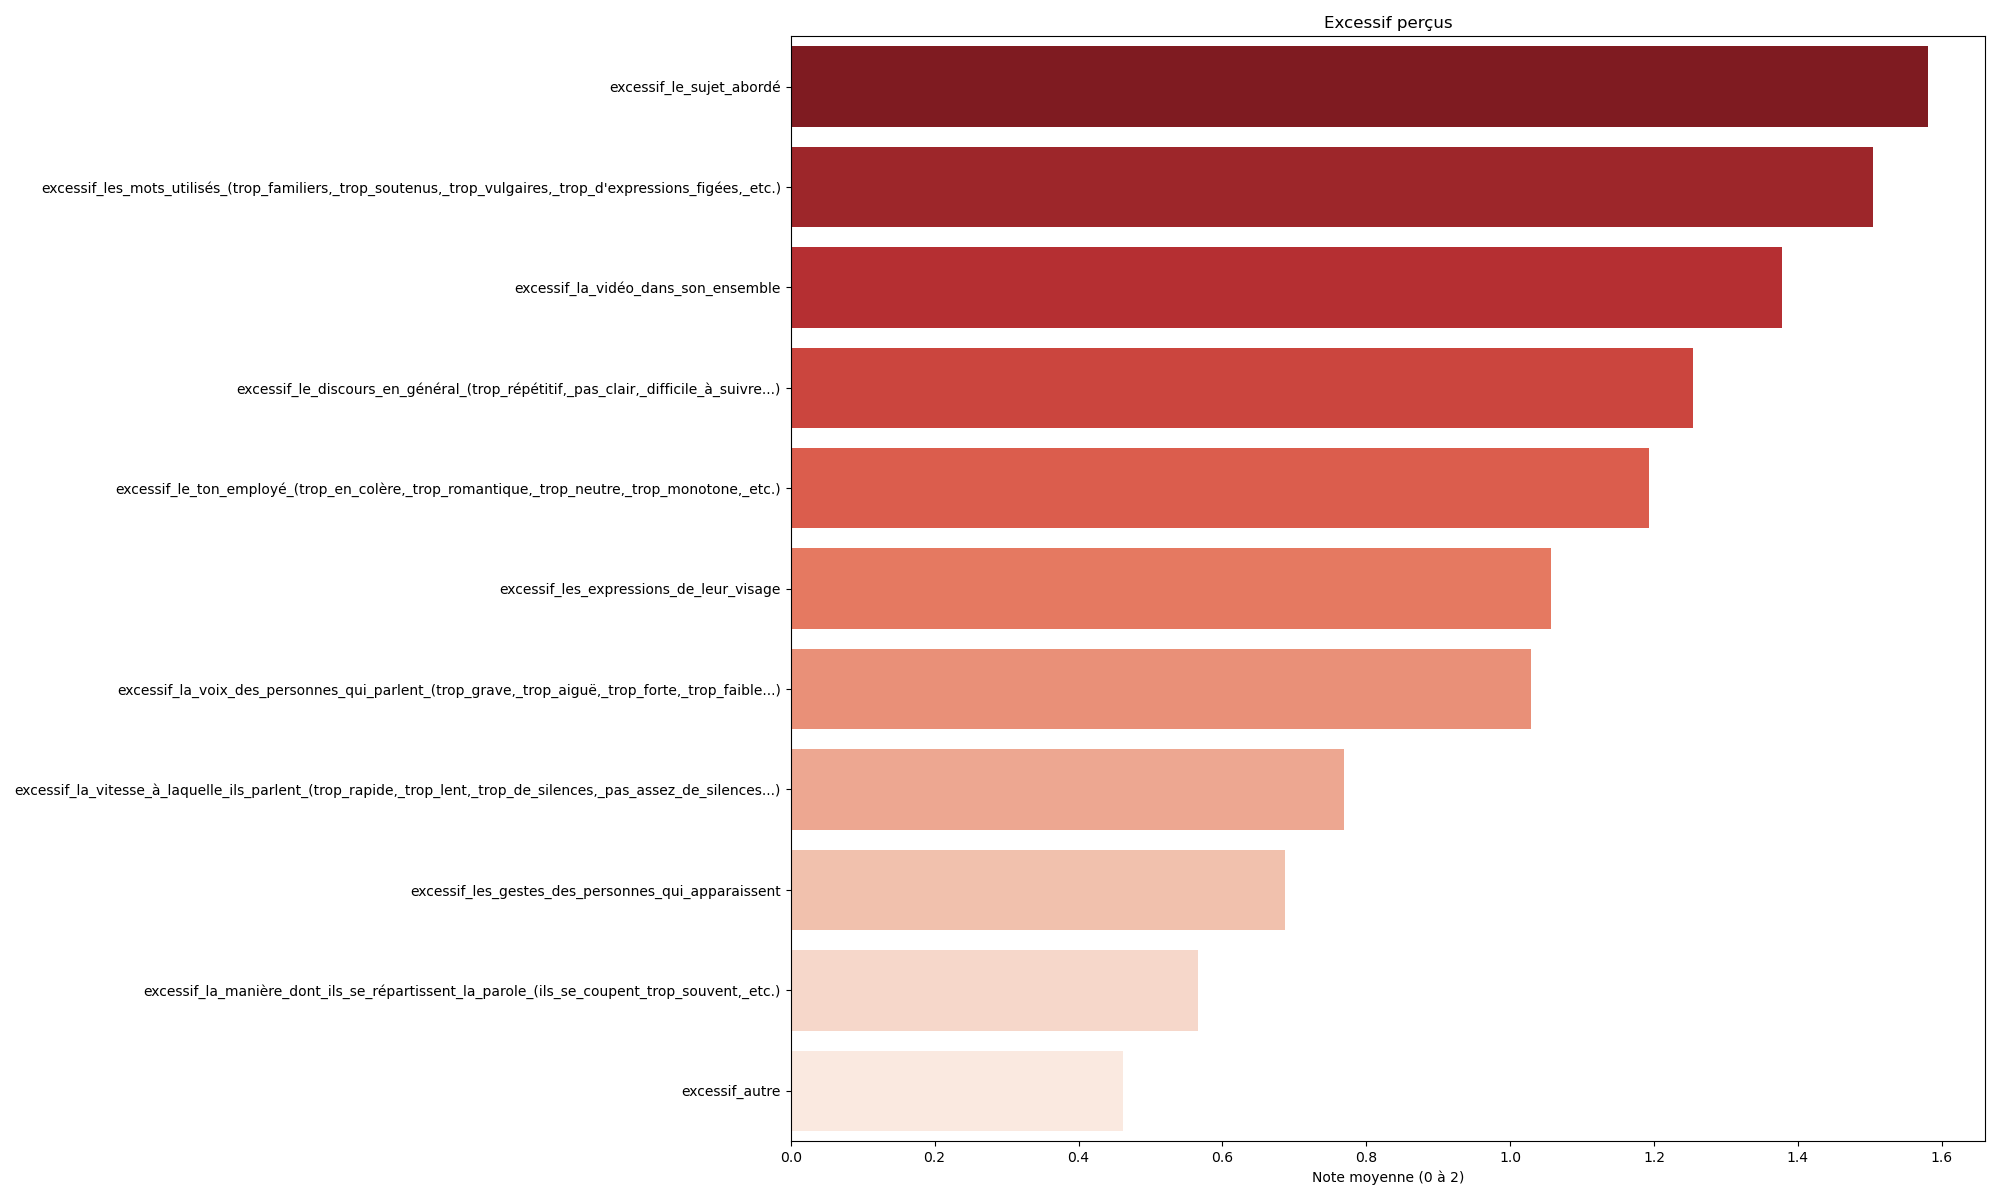 Excessif perçus
excessif_le_sujet_abordé
excessif_les_mots_utilisés_(trop_familiers,_trop_soutenus,_trop_vulgaires,_trop_d'expressions_figées,_etc.)
excessif_la_vidéo_dans_son_ensemble
excessif_le_discours_en_général_(trop_répétitif,_pas_clair,_difficile_à_suivre...)
excessif_le_ton_employé_(trop_en_colère,_trop_romantique,_trop_neutre,_trop_monotone,_etc.)
excessif_les_expressions_de_leur_visage
excessif_la_voix_des_personnes_qui_parlent_(trop_grave,_trop_aiguë,_trop_forte,_trop_faible...)
excessif_la_vitesse_à_laquelle_ils_parlent_(trop_rapide,_trop_lent,_trop_de_silences,_pas_assez_de_silences...)
excessif_les_gestes_des_personnes_qui_apparaissent
excessif_la_manière_dont_ils_se_répartissent_la_parole_(ils_se_coupent_trop_souvent,_etc.)
excessif_autre
0.0 0.2 0.4 0.6 0.8 1.0 1.2 1.4 1.6
Note moyenne (0 à 2)